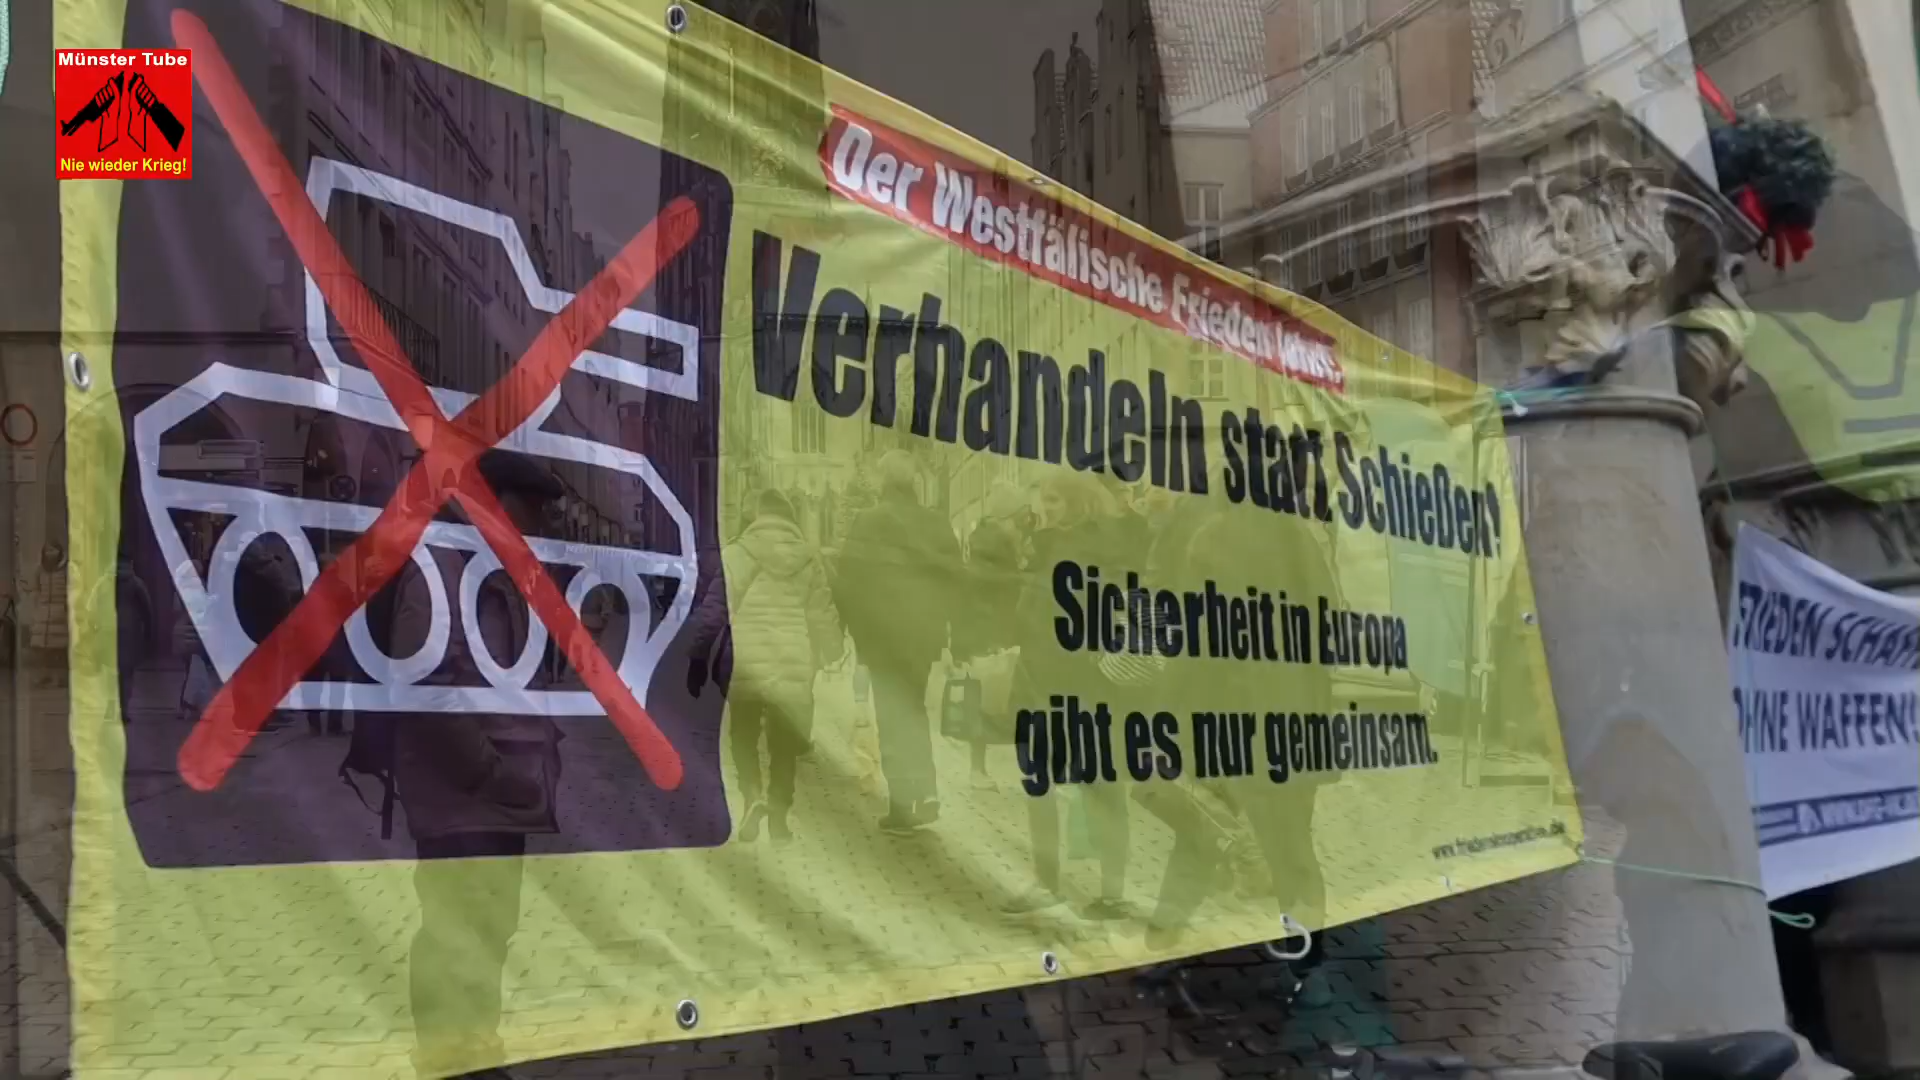 Münster Tube
Nie wieder Krieg!
Der Westfälische Frieden lehrt:
Verhandeln statt Schießen!
Sicherheit in Europa
gibt es nur gemeinsam.
FRIEDEN SCHAFF
OHNE WAFFEN!